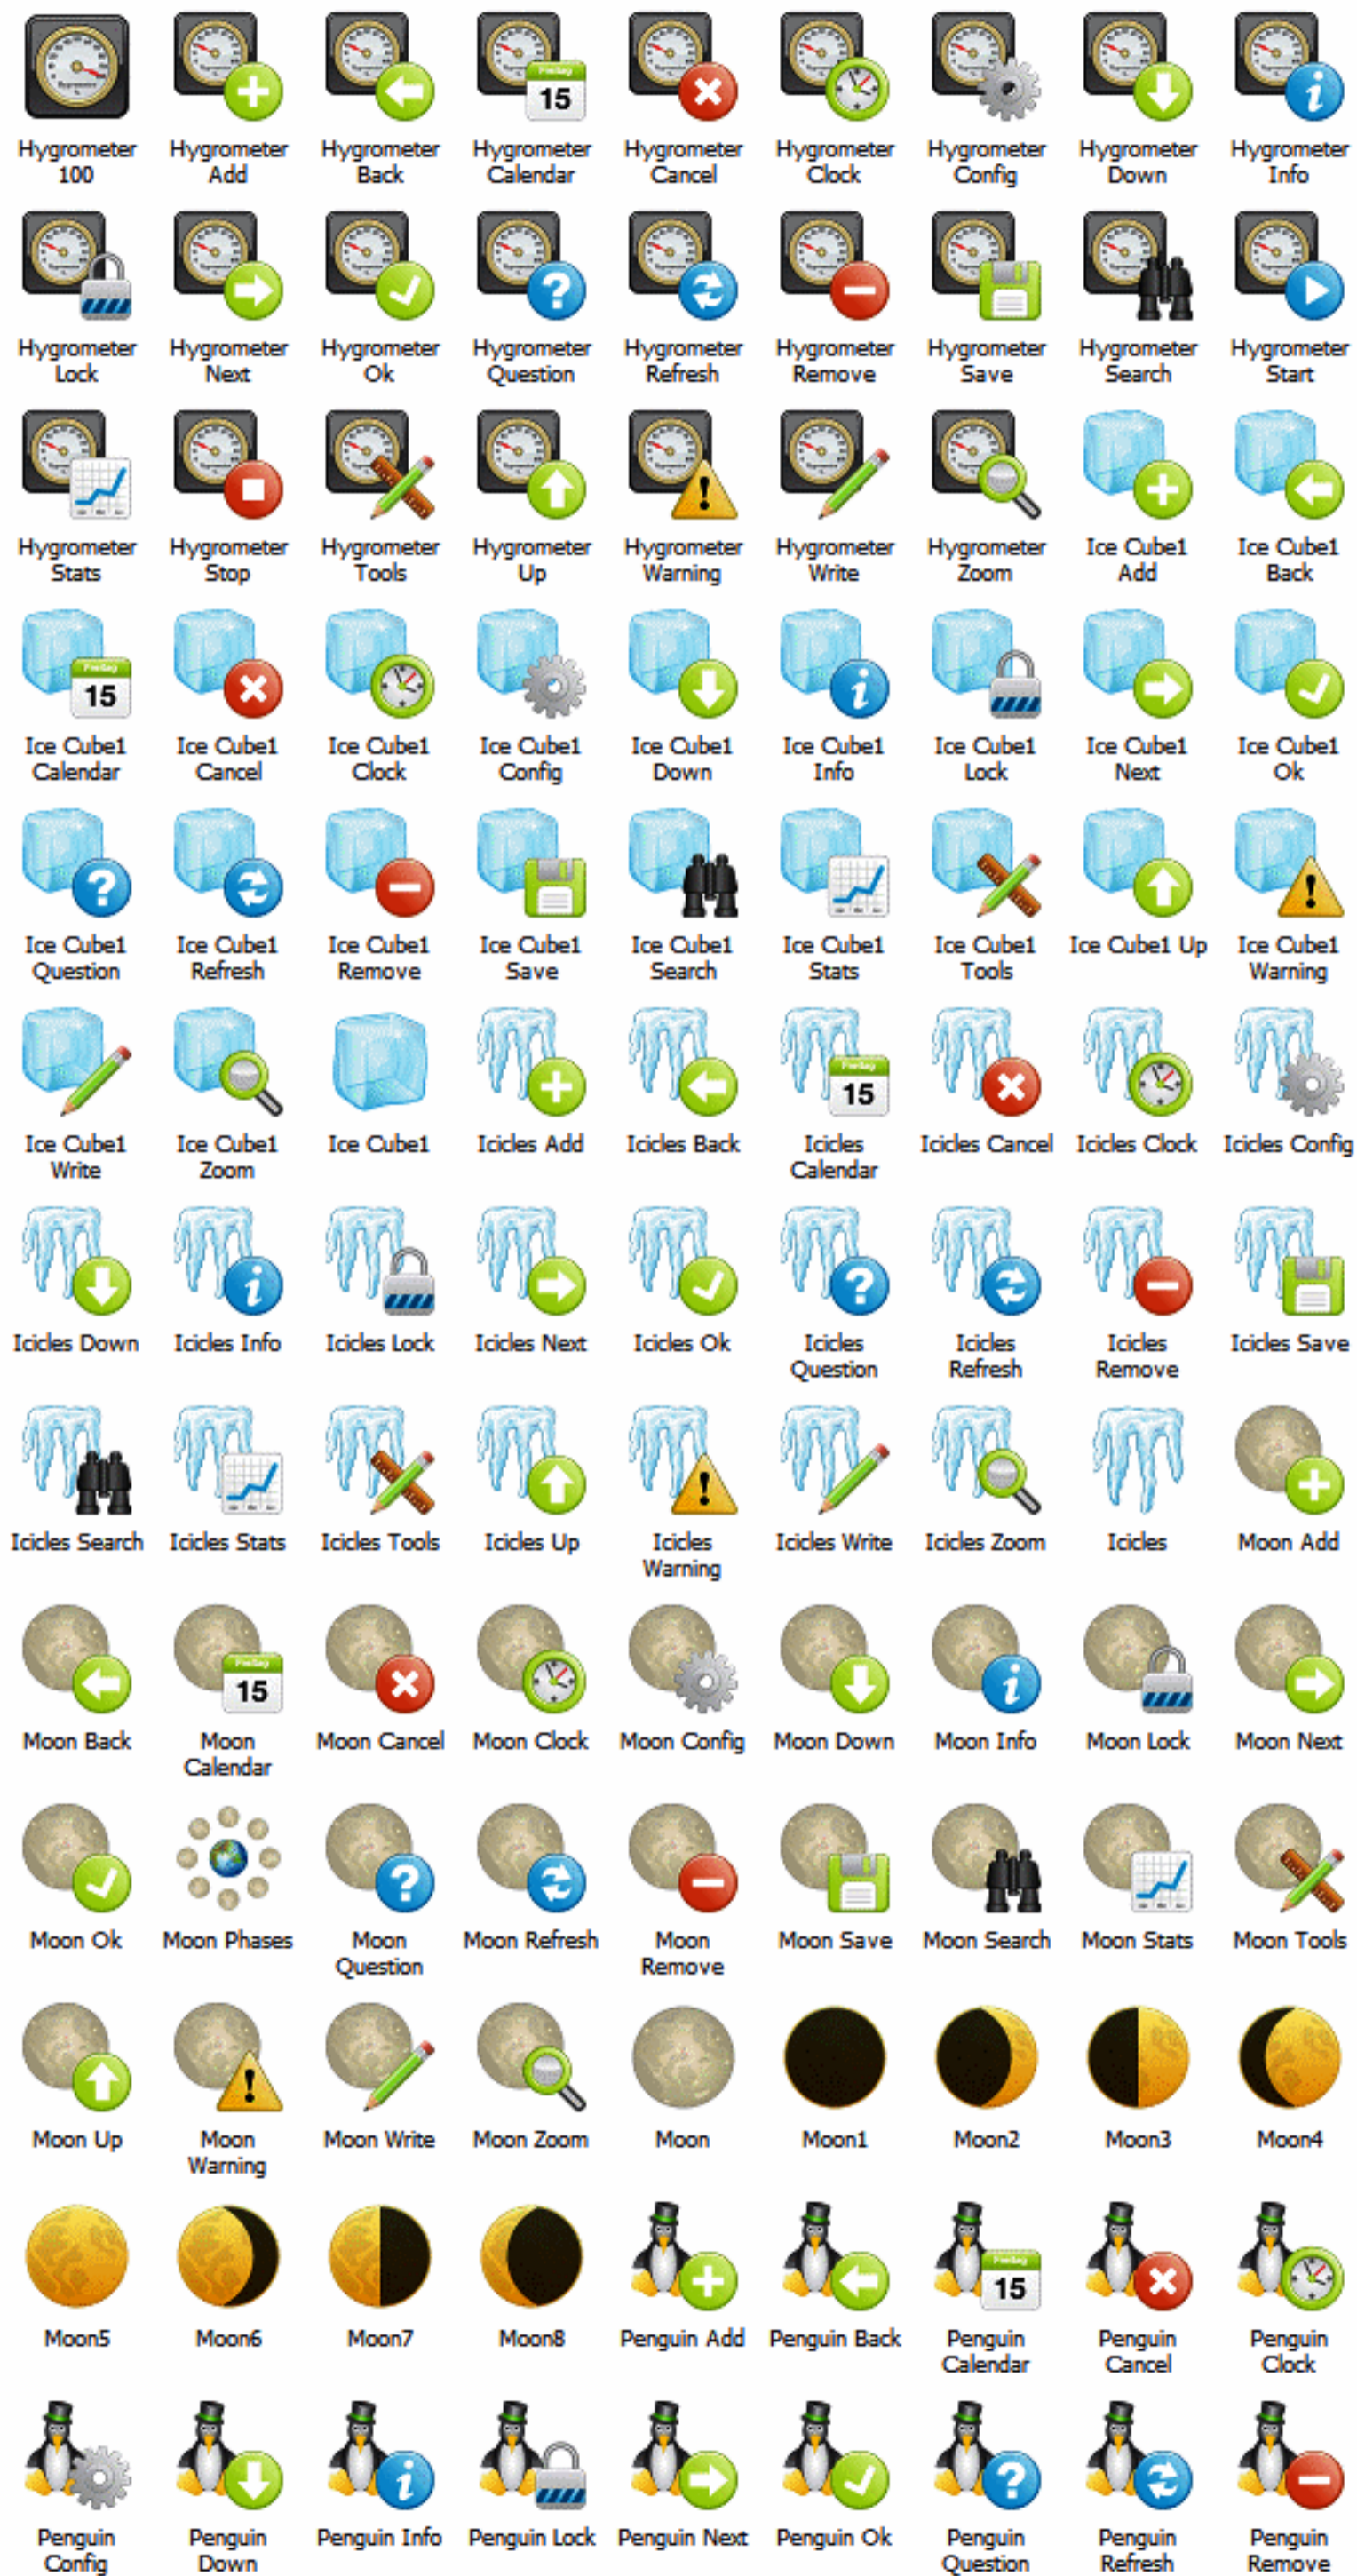 Hygrometer
100
Hygrometer
Add
Hygrometer
Back
15
Hygrometer
Calendar
Hygrometer
Cancel
Hygrometer
Clock
Hygrometer
Config
Hygrometer
Down
Hygrometer
Info
Hygrometer
Lock
Hygrometer
Next
Hygrometer
Ok
Hygrometer
Question
Hygrometer
Refresh
Hygrometer
Remove
Hygrometer
Save
Hygrometer
Search
Hygrometer
Start
Hygrometer
Stats
Hygrometer
Stop
Hygrometer
Tools
Hygrometer
Up
Hygrometer
Warning
Hygrometer
Write
Hygrometer
Zoom
Ice Cube1
Add
Ice Cube1
Back
15
Ice Cube1
Calendar
Ice Cube1
Cancel
Ice Cube1
Clock
Ice Cube1
Config
Ice Cube1
Down
Ice Cube1
Info
Ice Cube1
Lock
Ice Cube1
Next
Ice Cube1
Ok
Ice Cube1
Question
Ice Cube1
Refresh
Ice Cube1
Remove
Ice Cube1
Save
Ice Cube1
Search
Ice Cube1
Stats
Ice Cube1
Tools
Ice Cube1 Up
Ice Cube1
Warning
Ice Cube1
Write
Ice Cube1
Zoom
Ice Cube1
Icicles Add
Icicles Back
15
Icicles
Calendar
Icicles Cancel
Icicles Clock
Icicles Config
Icicles Down
Icicles Info
Icicles Lock
Icicles Next
Icicles Ok
Icicles
Question
Icicles
Refresh
Icicles
Remove
Icicles Save
Icicles Search
Icicles Stats
Icicles Tools
Icicles Up
Icicles
Warning
Icicles Write
Icicles Zoom
Icicles
Moon Add
Moon Back
15
Moon
Calendar
Moon Cancel
Moon Clock
Moon Config
Moon Down
Moon Info
Moon Lock
Moon Next
Moon Ok
Moon Phases
Moon
Question
Moon Refresh
Moon
Remove
Moon Save
Moon Search
Moon Stats
Moon Tools
Moon Up
Moon
Warning
Moon Write
Moon Zoom
Moon
Moon1
Moon2
Moon3
Moon4
Moon5
Moon6
Moon7
Moon8
Penguin Add
Penguin Back
15
Penguin
Calendar
Penguin
Cancel
Penguin
Clock
Penguin
Config
Penguin
Down
Penguin Info
Penguin Lock
Penguin Next
Penguin Ok
Penguin
Question
Penguin
Refresh
Penguin
Remove